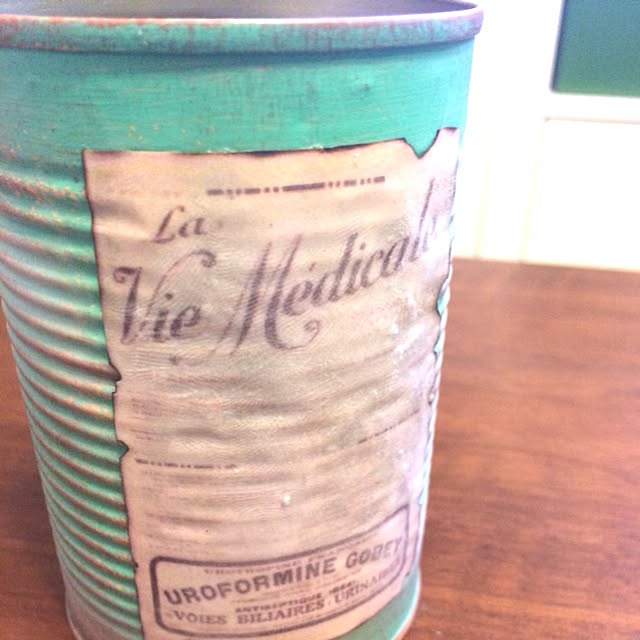 La
Vie Médicale
UROFORMINE GOBEY
VOIES BILIAIRES URINAIRES